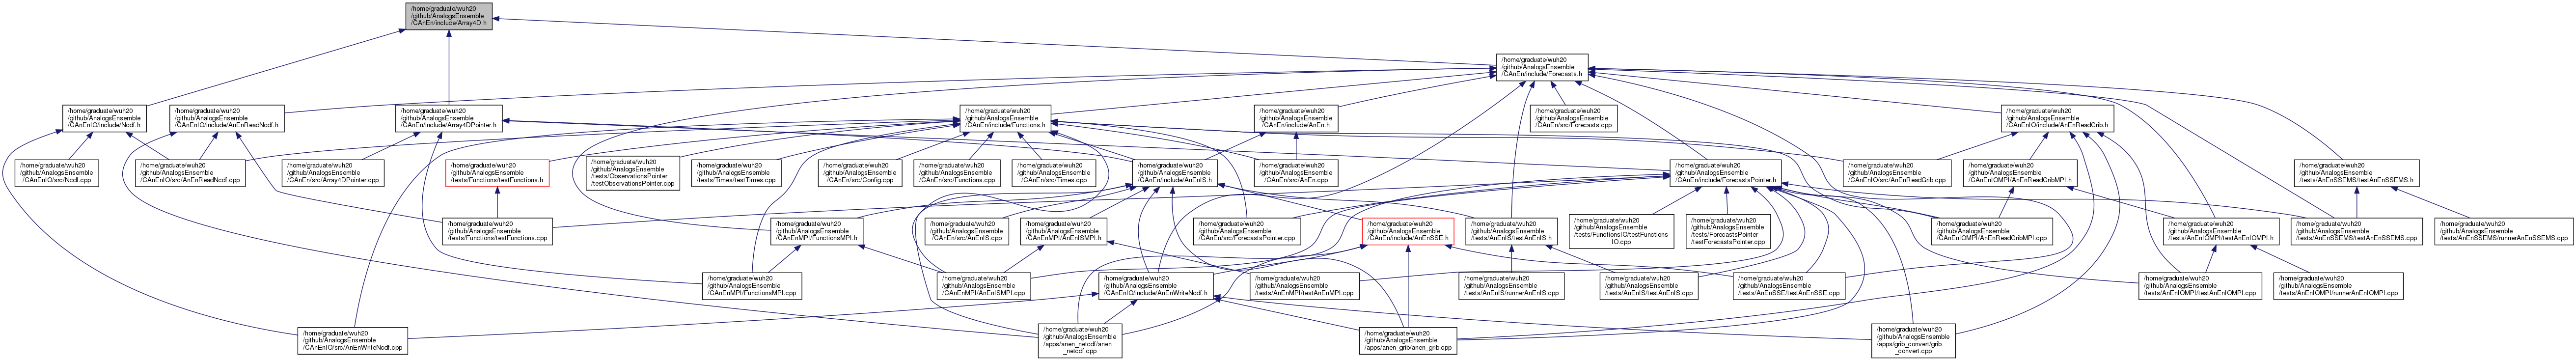 /home/graduate/wuh20
/github/AnalogsEnsemble
/CAnEn/include/Array4D.h
/home/graduate/wuh20
/github/AnalogsEnsemble
/CAnEn/include/Forecasts.h
/home/graduate/wuh20
/github/AnalogsEnsemble
/CAnEnIO/include/Ncdf.h
/home/graduate/wuh20
/github/AnalogsEnsemble
/CAnEnIO/include/AnEnReadNcdf.h
/home/graduate/wuh20
/github/AnalogsEnsemble
/CAnEn/include/Array4DPointer.h
/home/graduate/wuh20
/github/AnalogsEnsemble
/CAnEn/include/Functions.h
/home/graduate/wuh20
/github/AnalogsEnsemble
/CAnEn/include/AnEn.h
/home/graduate/wuh20
/github/AnalogsEnsemble
/CAnEn/src/Forecasts.cpp
/home/graduate/wuh20
/github/AnalogsEnsemble
/CAnEnIO/include/AnEnReadGrib.h
/home/graduate/wuh20
/github/AnalogsEnsemble
/CAnEnIO/src/Ncdf.cpp
/home/graduate/wuh20
/github/AnalogsEnsemble
/CAnEnIO/src/AnEnReadNcdf.cpp
/home/graduate/wuh20
/github/AnalogsEnsemble
/CAnEn/src/Array4DPointer.cpp
/home/graduate/wuh20
/github/AnalogsEnsemble
/tests/Functions/testFunctions.h
/home/graduate/wuh20
/github/AnalogsEnsemble
/tests/ObservationsPointer
/testObservationsPointer.cpp
/home/graduate/wuh20
/github/AnalogsEnsemble
/tests/Times/testTimes.cpp
/home/graduate/wuh20
/github/AnalogsEnsemble
/CAnEn/src/Config.cpp
/home/graduate/wuh20
/github/AnalogsEnsemble
/CAnEn/src/Functions.cpp
/home/graduate/wuh20
/github/AnalogsEnsemble
/CAnEn/src/Times.cpp
/home/graduate/wuh20
/github/AnalogsEnsemble
/CAnEn/include/AnEnIS.h
/home/graduate/wuh20
/github/AnalogsEnsemble
/CAnEn/src/AnEn.cpp
/home/graduate/wuh20
/github/AnalogsEnsemble
/CAnEn/include/ForecastsPointer.h
/home/graduate/wuh20
/github/AnalogsEnsemble
/CAnEnIO/src/AnEnReadGrib.cpp
/home/graduate/wuh20
/github/AnalogsEnsemble
/CAnEnIOMPI/AnEnReadGribMPI.h
/home/graduate/wuh20
/github/AnalogsEnsemble
/tests/AnEnSSEMS/testAnEnSSEMS.h
/home/graduate/wuh20
/github/AnalogsEnsemble
/tests/Functions/testFunctions.cpp
/home/graduate/wuh20
/github/AnalogsEnsemble
/CAnEnMPI/FunctionsMPI.h
/home/graduate/wuh20
/github/AnalogsEnsemble
/CAnEn/src/AnEnIS.cpp
/home/graduate/wuh20
/github/AnalogsEnsemble
/CAnEnMPI/AnEnISMPI.h
/home/graduate/wuh20
/github/AnalogsEnsemble
/CAnEn/src/ForecastsPointer.cpp
/home/graduate/wuh20
/github/AnalogsEnsemble
/CAnEn/include/AnEnSSE.h
/home/graduate/wuh20
/github/AnalogsEnsemble
/tests/AnEnIS/testAnEnIS.h
/home/graduate/wuh20
/github/AnalogsEnsemble
/tests/FunctionsIO/testFunctions
IO.cpp
/home/graduate/wuh20
/github/AnalogsEnsemble
/tests/ForecastsPointer
/testForecastsPointer.cpp
/home/graduate/wuh20
/github/AnalogsEnsemble
/CAnEnIOMPI/AnEnReadGribMPI.cpp
/home/graduate/wuh20
/github/AnalogsEnsemble
/tests/AnEnIOMPI/testAnEnIOMPI.h
/home/graduate/wuh20
/github/AnalogsEnsemble
/tests/AnEnSSEMS/testAnEnSSEMS.cpp
/home/graduate/wuh20
/github/AnalogsEnsemble
/tests/AnEnSSEMS/runnerAnEnSSEMS.cpp
/home/graduate/wuh20
/github/AnalogsEnsemble
/CAnEnMPI/FunctionsMPI.cpp
/home/graduate/wuh20
/github/AnalogsEnsemble
/CAnEnMPI/AnEnISMPI.cpp
/home/graduate/wuh20
/github/AnalogsEnsemble
/CAnEnIO/include/AnEnWriteNcdf.h
/home/graduate/wuh20
/github/AnalogsEnsemble
/tests/AnEnMPI/testAnEnMPI.cpp
/home/graduate/wuh20
/github/AnalogsEnsemble
/tests/AnEnIS/runnerAnEnIS.cpp
/home/graduate/wuh20
/github/AnalogsEnsemble
/tests/AnEnIS/testAnEnIS.cpp
/home/graduate/wuh20
/github/AnalogsEnsemble
/tests/AnEnSSE/testAnEnSSE.cpp
/home/graduate/wuh20
/github/AnalogsEnsemble
/tests/AnEnIOMPI/testAnEnIOMPI.cpp
/home/graduate/wuh20
/github/AnalogsEnsemble
/tests/AnEnIOMPI/runnerAnEnIOMPI.cpp
/home/graduate/wuh20
/github/AnalogsEnsemble
/CAnEnIO/src/AnEnWriteNcdf.cpp
/home/graduate/wuh20
/github/AnalogsEnsemble
/apps/anen_netcdf/anen
_netcdf.cpp
/home/graduate/wuh20
/github/AnalogsEnsemble
/apps/anen_grib/anen_grib.cpp
/home/graduate/wuh20
/github/AnalogsEnsemble
/apps/grib_convert/grib
_convert.cpp